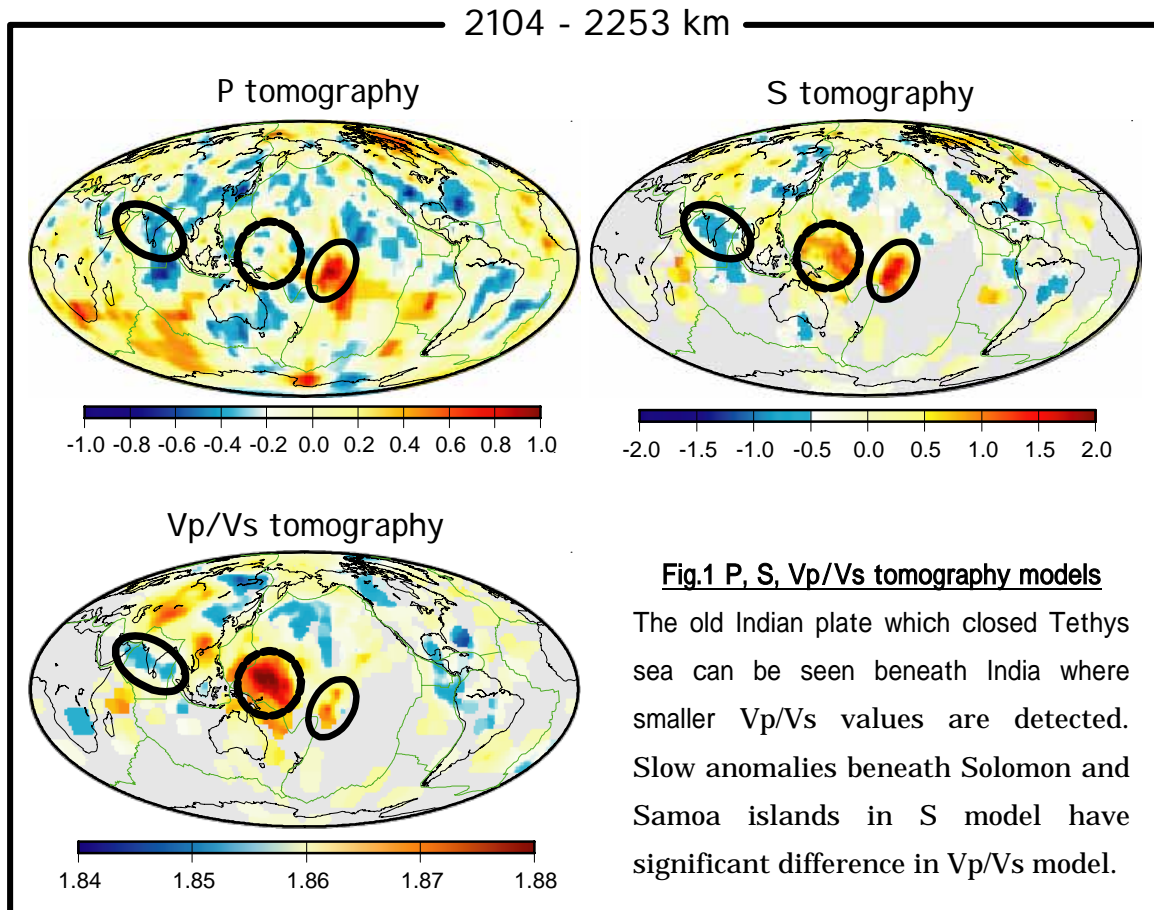 2104 - 2253 km
P tomography
S tomography
-1.0 -0.8 -0.6 -0.4 -0.2 0.0 0.2 0.4 0.6 0.8 1.0
-2.0 -1.5 -1.0 -0.5 0.0 0.5 1.0 1.5 2.0
Vp/Vs tomography
1.84 1.85 1.86 1.87 1.88
Fig.1 P, S, Vp/Vs tomography models
The old Indian plate which closed Tethys
sea can be seen beneath India where
smaller Vp/Vs values are detected.
Slow anomalies beneath Solomon and
Samoa islands in S model have
significant difference in Vp/Vs model.